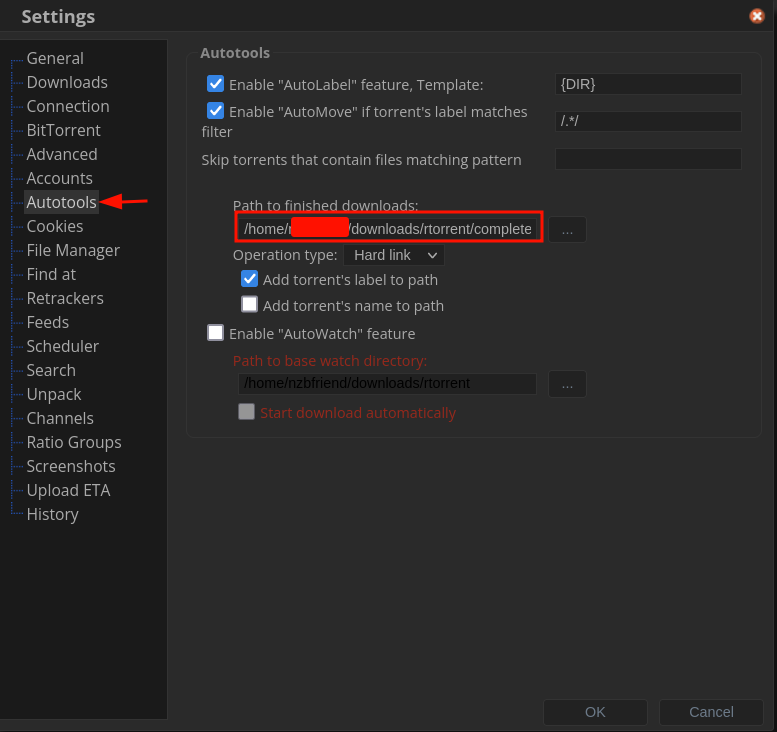 Settings
General
Downloads
Connection
BitTorrent
Advanced
Accounts
Autotools
Cookies
File Manager
Find at
Retrackers
Feeds
Scheduler
Search
Unpack
Channels
Ratio Groups
Screenshots
Upload ETA
History
Autotools
Enable "AutoLabel" feature, Template: {DIR}
Enable "AutoMove" if torrent's label matches
filter /.*/
Skip torrents that contain files matching pattern
Path to finished downloads:
/home/ /downloads/rtorrent/complete ...
Operation type: Hard link
Add torrent's label to path
Add torrent's name to path
Enable "AutoWatch" feature
Path to base watch directory:
/home/nzbfriend/downloads/rtorrent ...
Start download automatically
OK Cancel